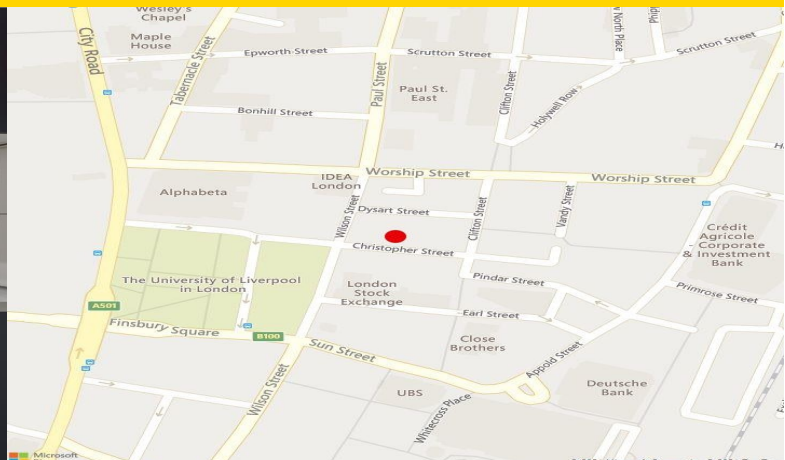 Wesley's
Chapel
Maple
House
City Road
Tabernacle Street
Epworth Street
Scrutton Street
Scrutton Street
Paul Street
Paul St.
East
Clifton Street
Holywell Row
North Place
Bonhill Street
IDEA
London
Worship Street
Worship Street
Alphabeta
Wilson Street
Dysart Street
Clifton Street
Vandy Street
Christopher Street
Crédit
Agricole
- Corporate
& Investment
Bank
The University of Liverpool
in London
London
Stock
Exchange
Pindar Street
Primrose Street
A501
Finsbury Square
B100
Earl Street
Sun Street
Close
Brothers
Appold Street
Wilson Street
UBS
Whitecross Place
Deutsche
Bank
Microsoft